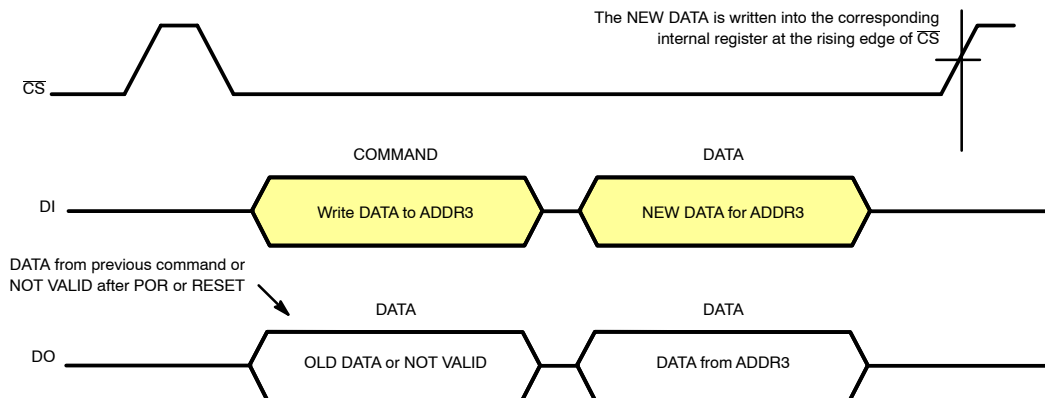 The NEW DATA is written into the corresponding
internal register at the rising edge of C̅S̅
C̅S̅
COMMAND
DATA
DI
Write DATA to ADDR3
NEW DATA for ADDR3
DATA from previous command or
NOT VALID after POR or RESET
DATA
DATA
DO
OLD DATA or NOT VALID
DATA from ADDR3